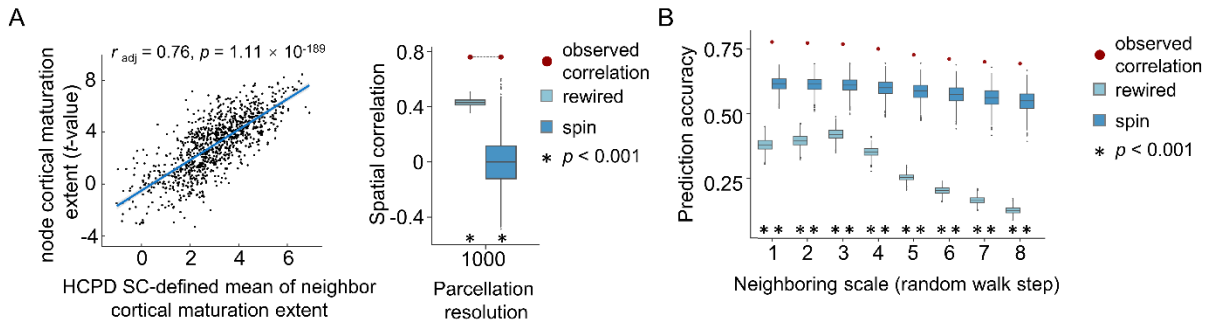 A
r adj = 0.76, p = 1.11 × 10-189
node cortical maturation
extent (t-value)
8
4
0
-4
0
2
4
6
HCPD SC-defined mean of neighbor
cortical maturation extent
Spatial correlation
0.8
0.4
0
-0.4
* *
1000
Parcellation
resolution
observed
correlation
rewired
spin
* p < 0.001
B
Prediction accuracy
0.75
0.50
0.25
* * * * * * * * * * * * * * * *
1 2 3 4 5 6 7 8
Neighboring scale (random walk step)
observed
correlation
rewired
spin
* p < 0.001